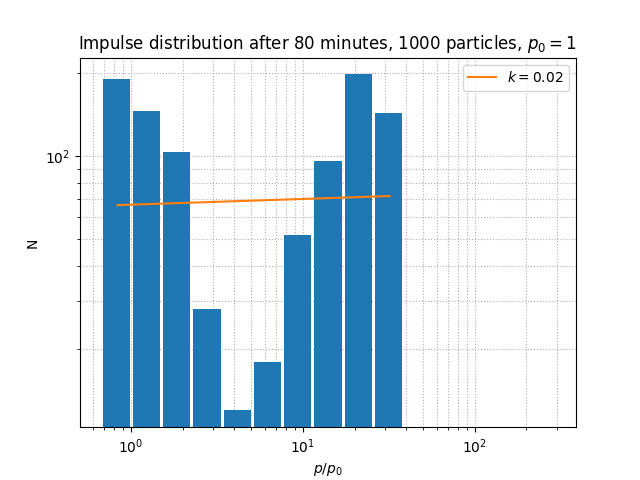 Impulse distribution after 80 minutes, 1000 particles, $p_0 = 1$
$k = 0.02$
N
$10^2$
$10^0$
$10^1$
$10^2$
$p/p_0$